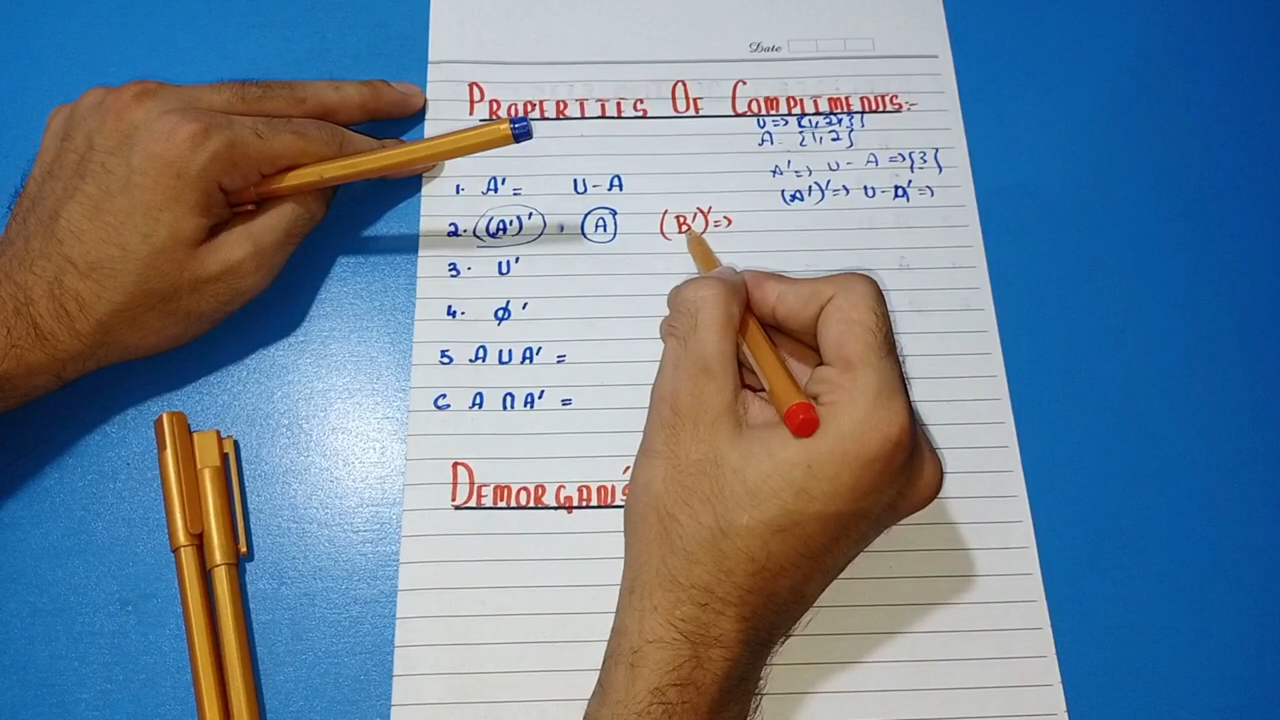 Date
PROPERTIES OF COMPLIMENTS:-
U => {1,2,3}
A = {1,2}
A' => U - A => {3}
(A')' => U - A' =>
1. A' = U - A
2. (A')' = A (B')' =>
3. U'
4. ϕ'
5 A U A' =
6 A ∩ A' =
DEMORGAN'S